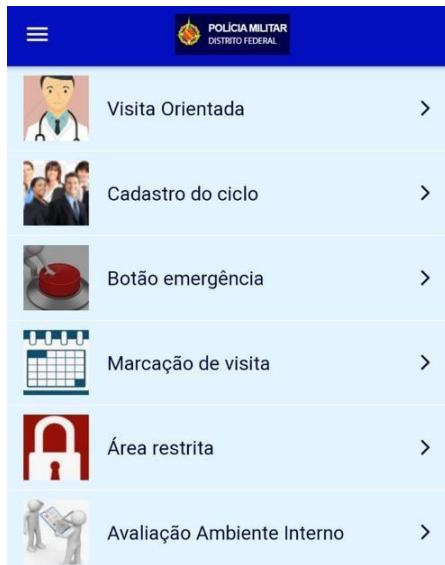 POLÍCIA MILITAR
DISTRITO FEDERAL
Visita Orientada
Cadastro do ciclo
Botão emergência
Marcação de visita
Área restrita
Avaliação Ambiente Interno